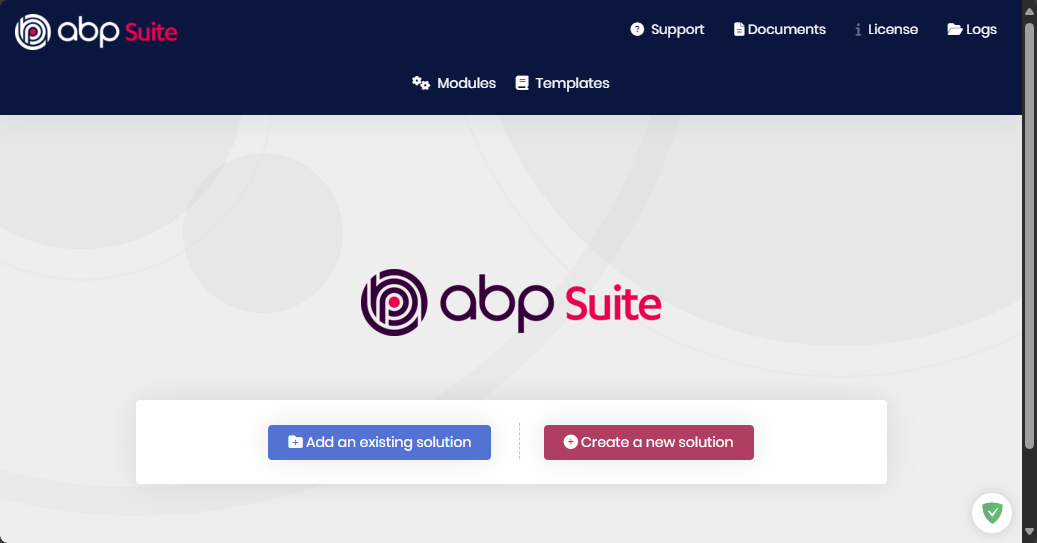 abp Suite
Support Documents License Logs
Modules Templates
abp Suite
Add an existing solution Create a new solution